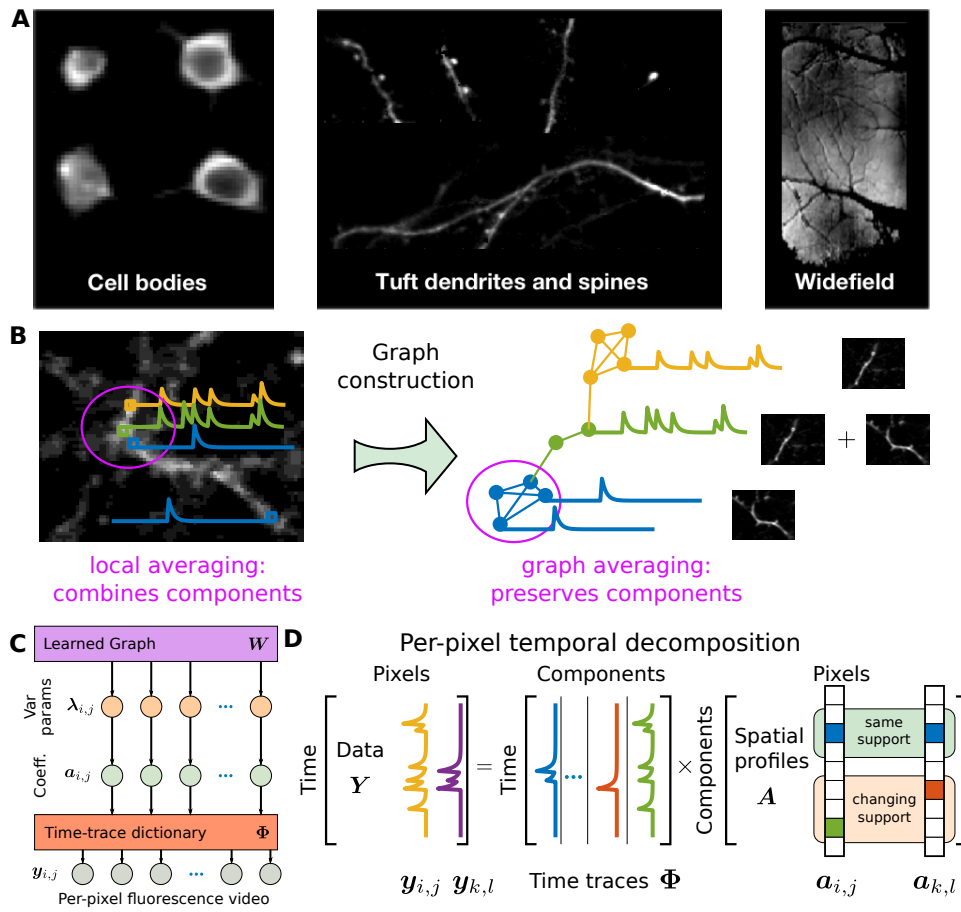 A
Cell bodies
Tuft dendrites and spines
Widefield
B
Graph
construction
+
local averaging:
combines components
graph averaging:
preserves components
C
Learned Graph W
Var
params
λi,j
...
Coeff.
ai,j
...
Time-trace dictionary Φ
yi,j
...
Per-pixel fluorescence video
D
Per-pixel temporal decomposition
Pixels
Components
Pixels
Time
Data
Y
=
Time
...
×
Components
Spatial
profiles
A
same
support
changing
support
yi,j yk,l
Time traces Φ
ai,j
ak,l